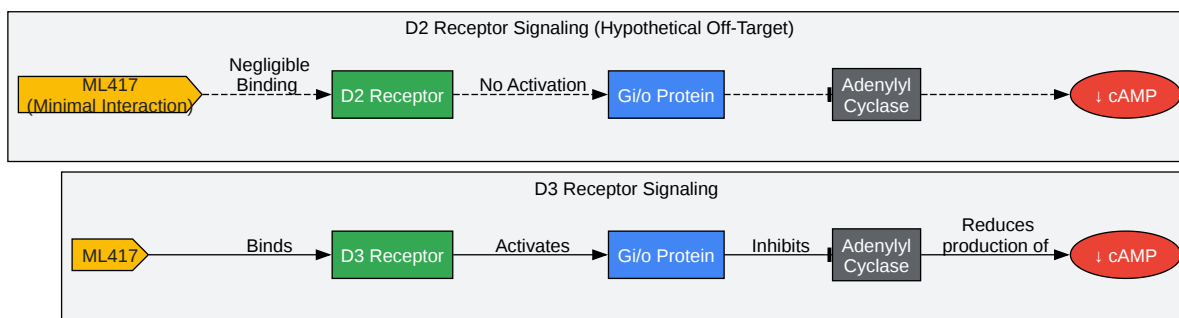 D2 Receptor Signaling (Hypothetical Off-Target)
ML417
(Minimal Interaction)
Negligible
Binding
D2 Receptor
No Activation
Gi/o Protein
Adenylyl
Cyclase
↓ cAMP
D3 Receptor Signaling
ML417
Binds
D3 Receptor
Activates
Gi/o Protein
Inhibits
Adenylyl
Cyclase
Reduces
production of
↓ cAMP